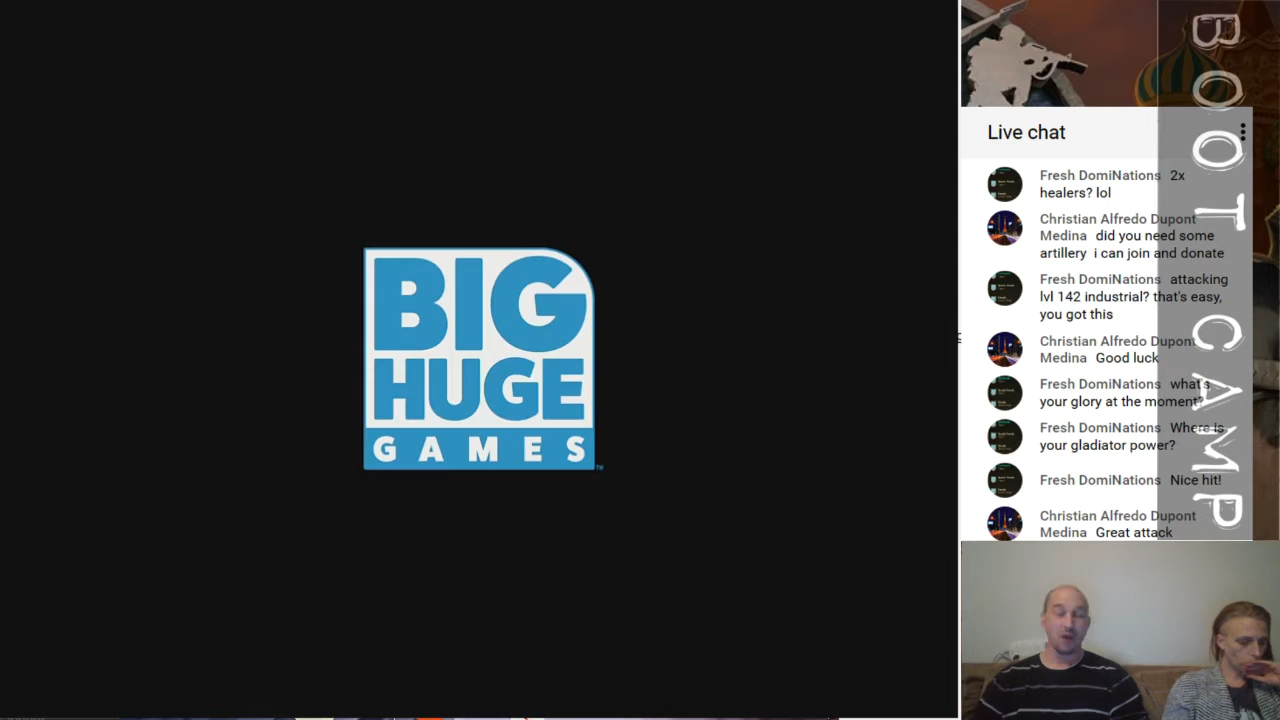 BIG
HUGE
GAMES
TM
Live chat
Fresh DomiNations 2x
healers? lol
Christian Alfredo Dupont
Medina did you need some
artillery i can join and donate
Fresh DomiNations attacking
lvl 142 industrial? that's easy,
you got this
Christian Alfredo Dupont
Medina Good luck
Fresh DomiNations what's
your glory at the moment?
Fresh DomiNations Where is
your gladiator power?
Fresh DomiNations Nice hit!
Christian Alfredo Dupont
Medina Great attack
BOOT CAMP